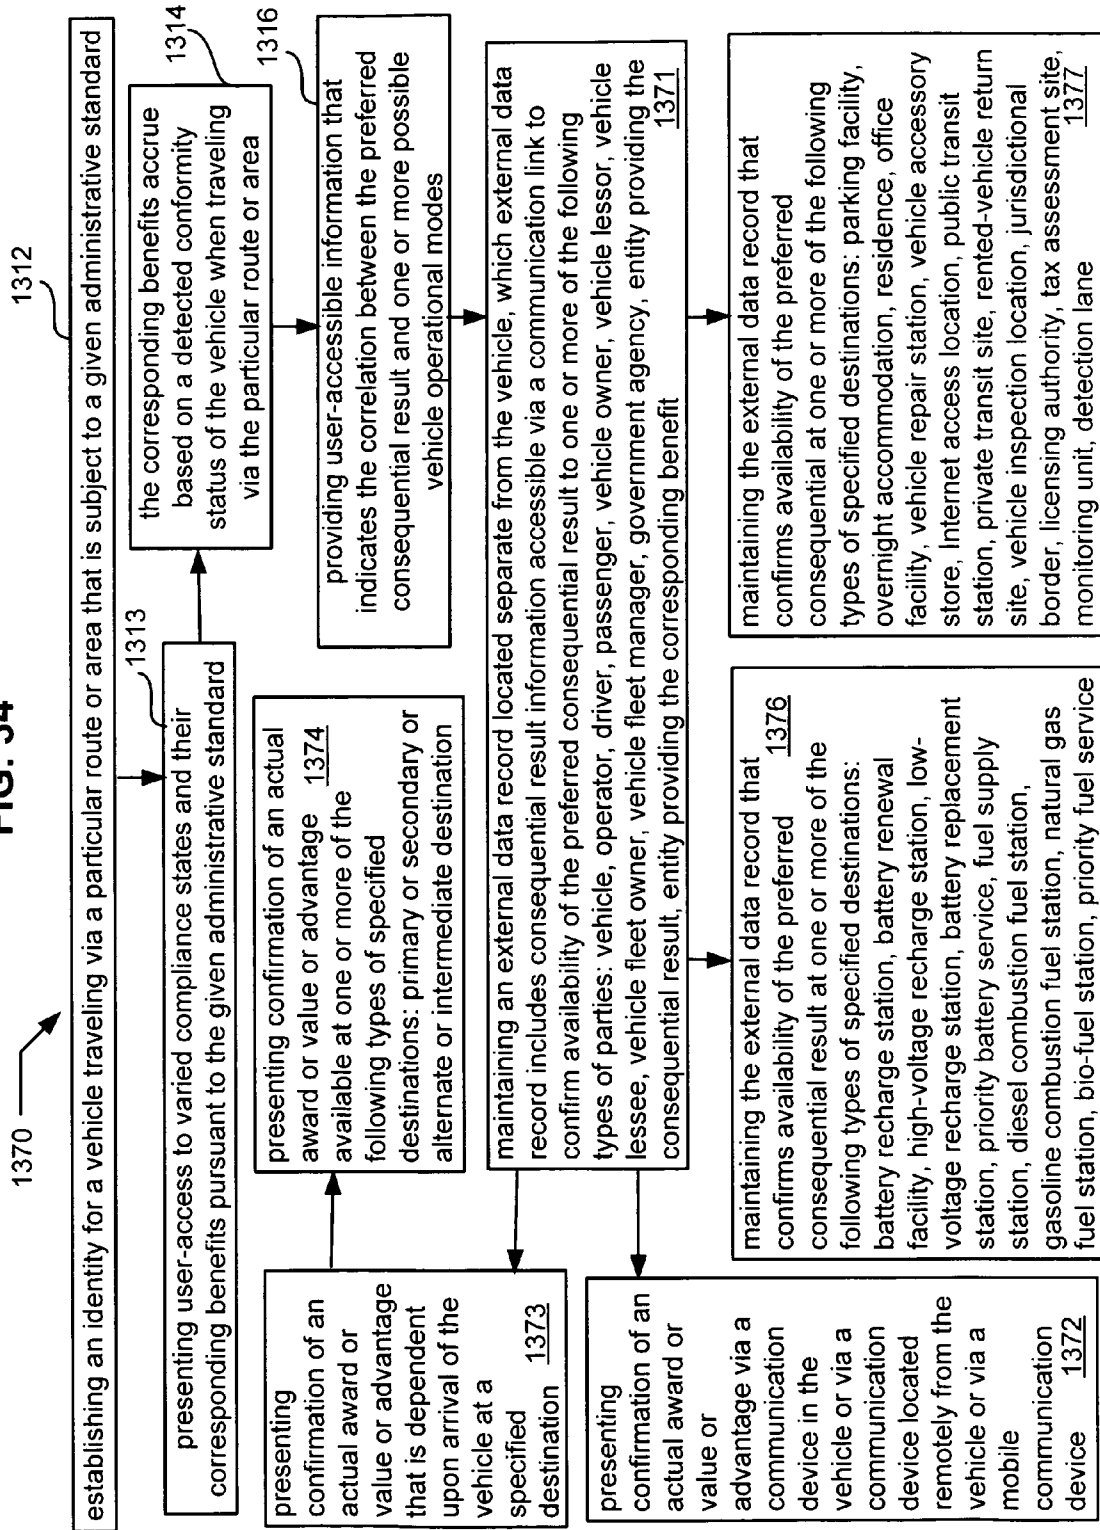 FIG. 34
1370
1312
establishing an identity for a vehicle traveling via a particular route or area that is subject to a given administrative standard
1313
presenting user-access to varied compliance states and their
corresponding benefits pursuant to the given administrative standard
1314
the corresponding benefits accrue
based on a detected conformity
status of the vehicle when traveling
via the particular route or area
1316
providing user-accessible information that
indicates the correlation between the preferred
consequential result and one or more possible
vehicle operational modes
maintaining an external data record located separate from the vehicle, which external data
record includes consequential result information accessible via a communication link to
confirm availability of the preferred consequential result to one or more of the following
types of parties: vehicle, operator, driver, passenger, vehicle owner, vehicle lessor, vehicle
lessee, vehicle fleet owner, vehicle fleet manager, government agency, entity providing the
consequential result, entity providing the corresponding benefit 1371
presenting
confirmation of an
actual award or
value or
advantage via a
communication
device in the
vehicle or via a
communication
device located
remotely from the
vehicle or via a
mobile
communication
device 1372
presenting
confirmation of an
actual award or
value or advantage
that is dependent
upon arrival of the
vehicle at a
specified
destination 1373
presenting confirmation of an actual
award or value or advantage
available at one or more of the 1374
following types of specified
destinations: primary or secondary or
alternate or intermediate destination
maintaining the external data record that
confirms availability of the preferred 1376
consequential result at one or more of the
following types of specified destinations:
battery recharge station, battery renewal
facility, high-voltage recharge station, low-
voltage recharge station, battery replacement
station, priority battery service, fuel supply
station, diesel combustion fuel station,
gasoline combustion fuel station, natural gas
fuel station, bio-fuel station, priority fuel service
maintaining the external data record that
confirms availability of the preferred
consequential at one or more of the following
types of specified destinations: parking facility,
overnight accommodation, residence, office
facility, vehicle repair station, vehicle accessory
store, Internet access location, public transit
station, private transit site, rented-vehicle return
site, vehicle inspection location, jurisdictional
border, licensing authority, tax assessment site,
monitoring unit, detection lane 1377